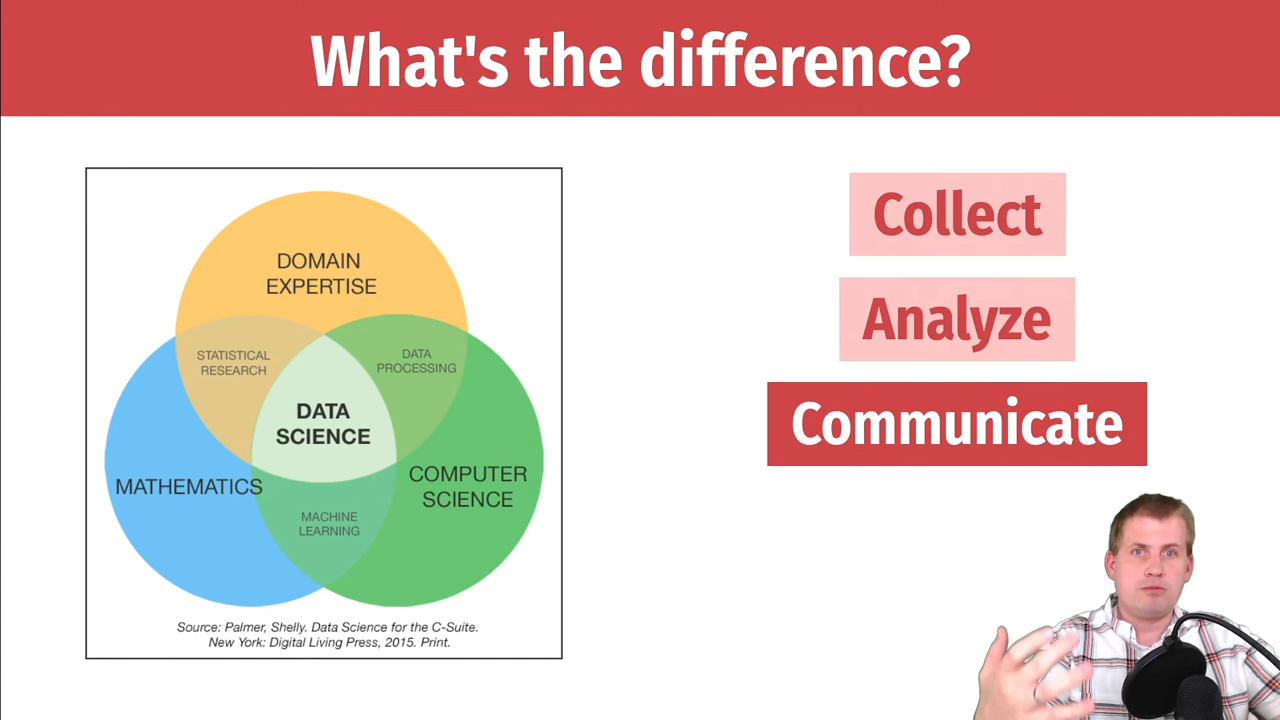 What's the difference?
DOMAIN
EXPERTISE
STATISTICAL
RESEARCH
DATA
PROCESSING
DATA
SCIENCE
MATHEMATICS
COMPUTER
SCIENCE
MACHINE
LEARNING
Source: Palmer, Shelly. Data Science for the C-Suite.
New York: Digital Living Press, 2015. Print.
Collect
Analyze
Communicate